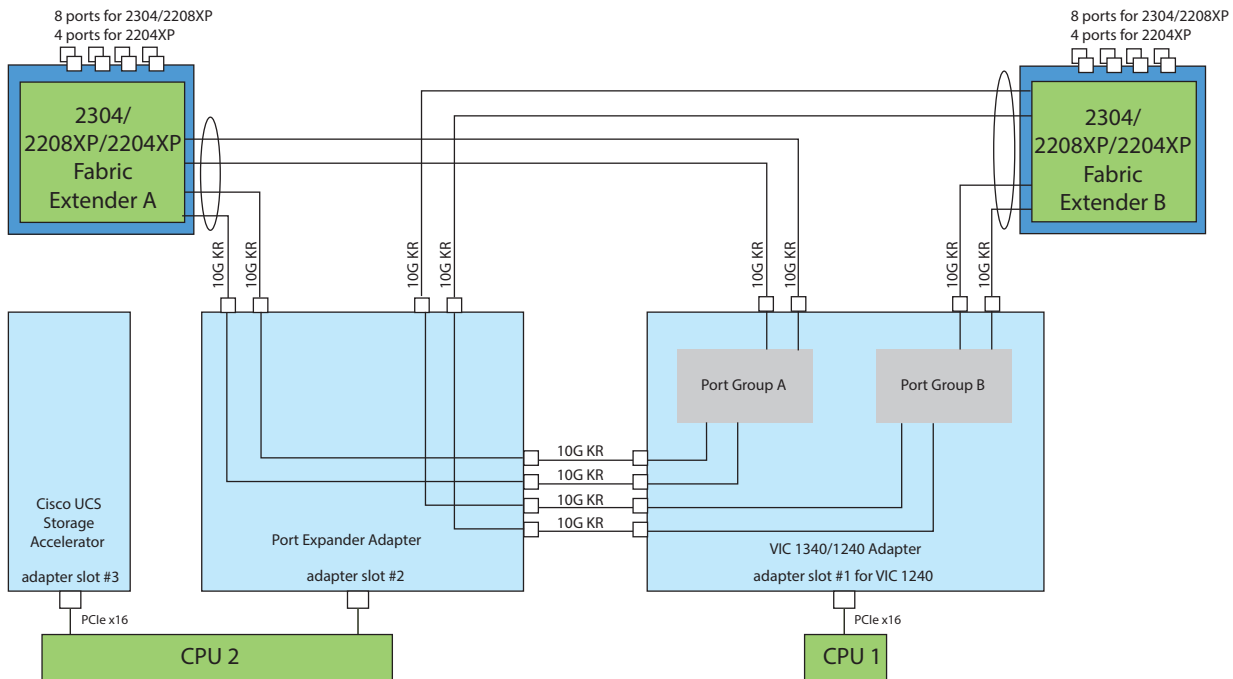 8 ports for 2304/2208XP
4 ports for 2204XP
8 ports for 2304/2208XP
4 ports for 2204XP
2304/
2208XP/2204XP
Fabric
Extender A
2304/
2208XP/2204XP
Fabric
Extender B
10G KR
10G KR
10G KR
10G KR
10G KR
10G KR
10G KR
10G KR
Port Group A
Port Group B
10G KR
10G KR
10G KR
10G KR
Cisco UCS
Storage
Accelerator
adapter slot #3
Port Expander Adapter
adapter slot #2
VIC 1340/1240 Adapter
adapter slot #1 for VIC 1240
PCIe x16
PCIe x16
CPU 2
CPU 1